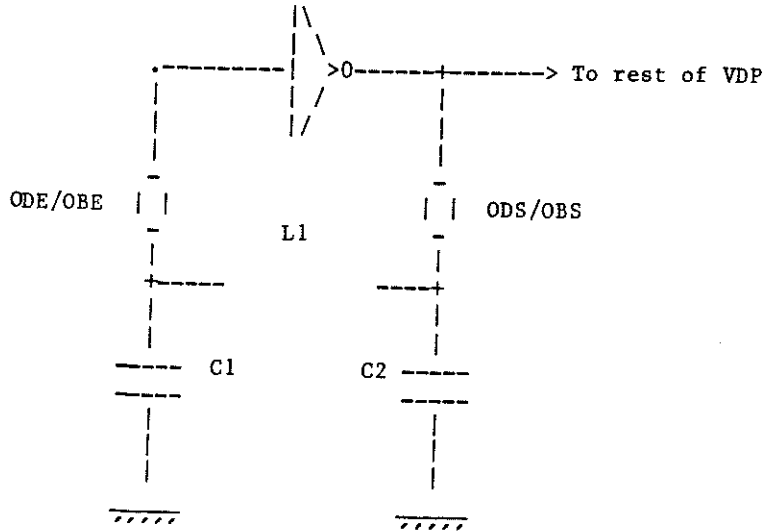 To rest of VDP
ODE/OBE
ODS/OBS
L1
C1
C2